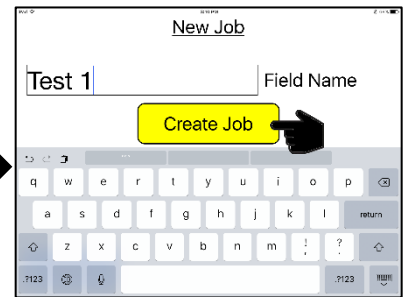 New Job
Test 1 Field Name
Create Job
q w e r t y u i o p
a s d f g h j k l return
z x c v b n m ! , ? .
.?123 .?123